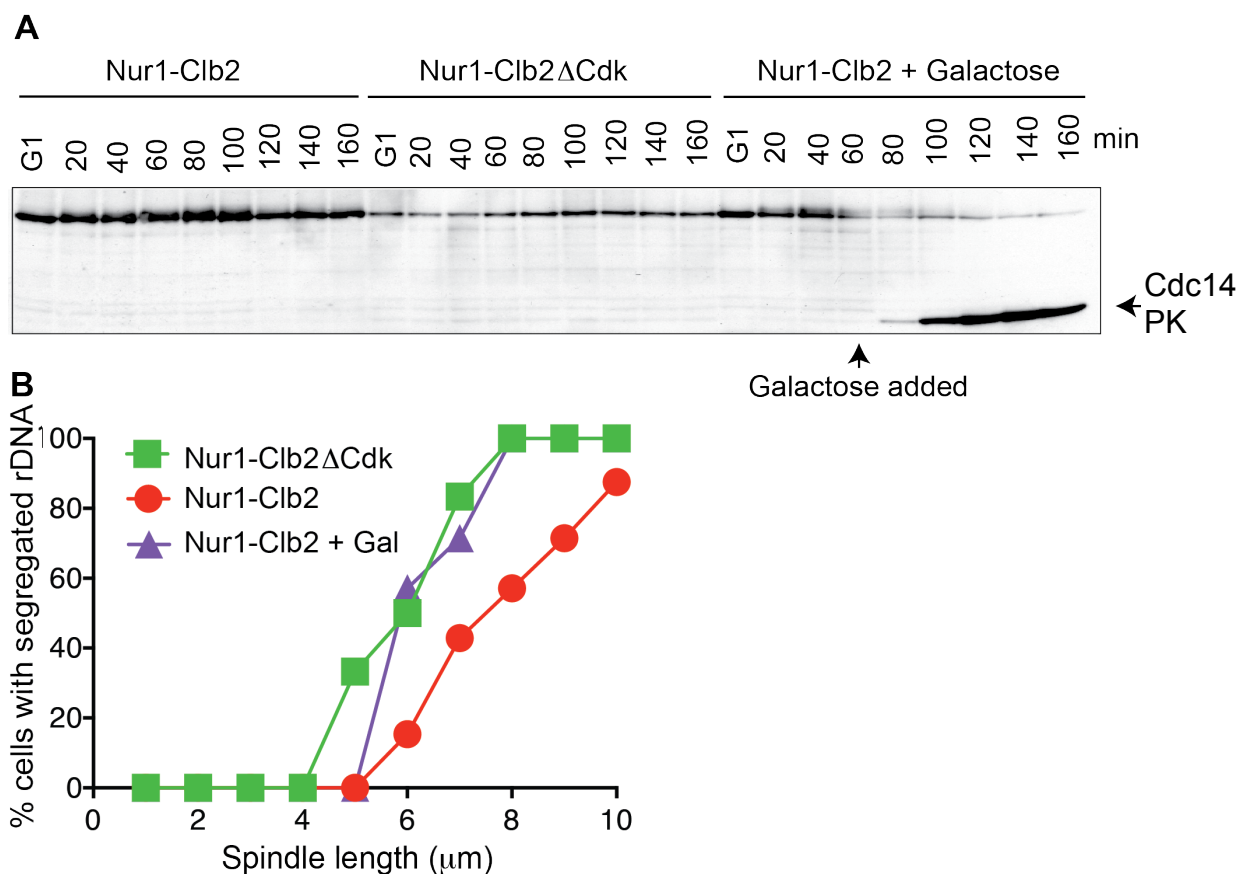 A
Nur1-Clb2 Nur1-Clb2ΔCdk Nur1-Clb2 + Galactose
G1 20 40 60 80 100 120 140 160 G1 20 40 60 80 100 120 140 160 G1 20 40 60 80 100 120 140 160 min
Cdc14
PK
Galactose added
B
% cells with segregated rDNA
100
80
60
40
20
0
Nur1-Clb2ΔCdk
Nur1-Clb2
Nur1-Clb2 + Gal
0 2 4 6 8 10
Spindle length (μm)